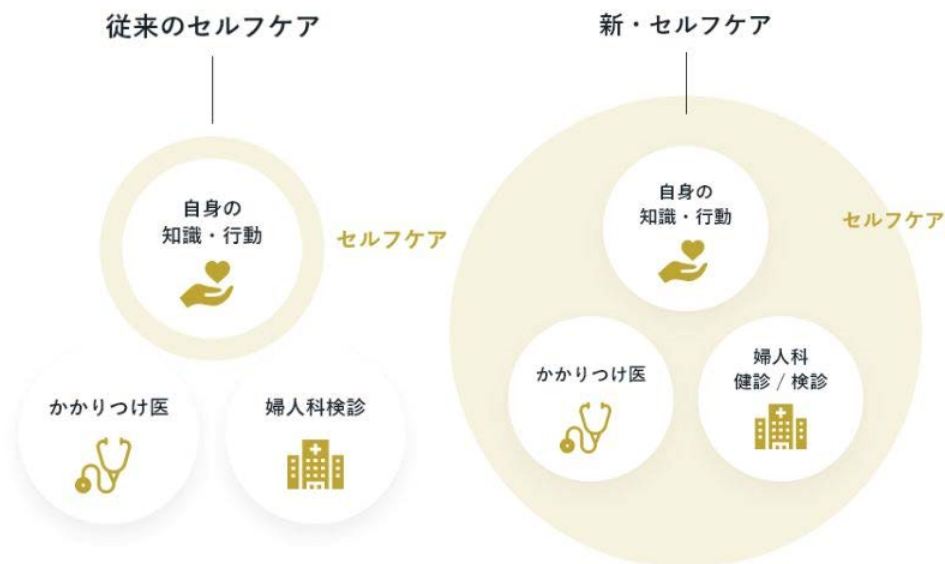 従来のセルフケア
自身の
知識・行動
セルフケア
かかりつけ医
婦人科検診
新・セルフケア
自身の
知識・行動
セルフケア
かかりつけ医
婦人科
健診 / 検診